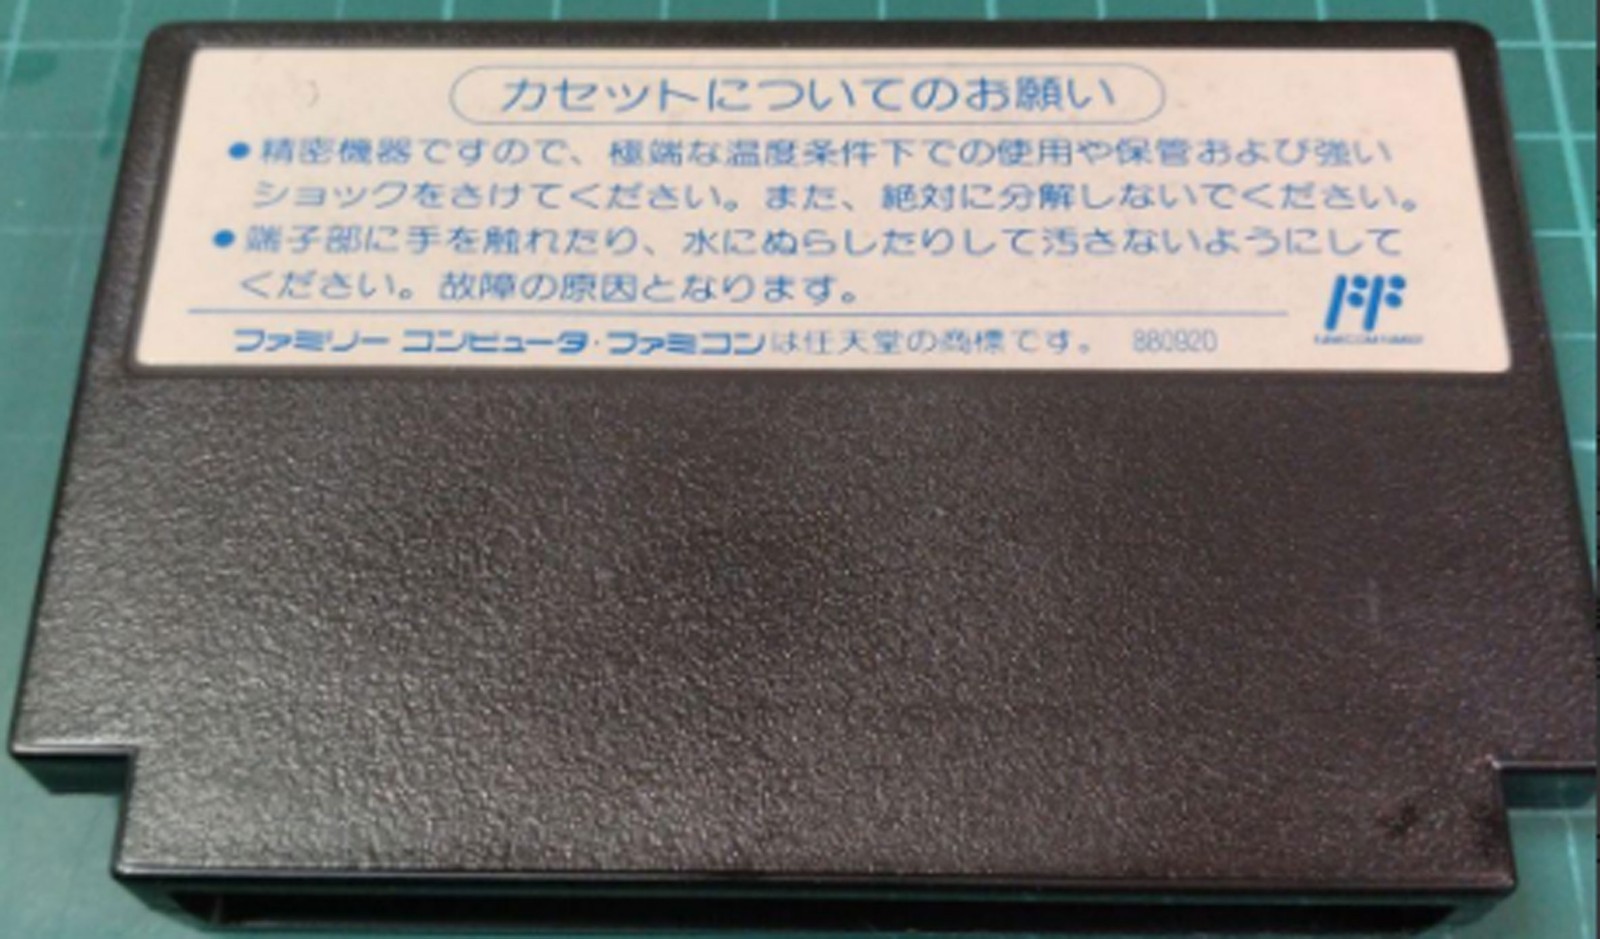 カセットについてのお願い
●精密機器ですので、極端な温度条件下での使用や保管および強い
ショックをさけてください。また、絶対に分解しないでください。
●端子部に手を触れたり、水にぬらしたりして汚さないようにして
ください。故障の原因となります。
ファミリー コンピュータ・ファミコンは任天堂の商標です。 880920